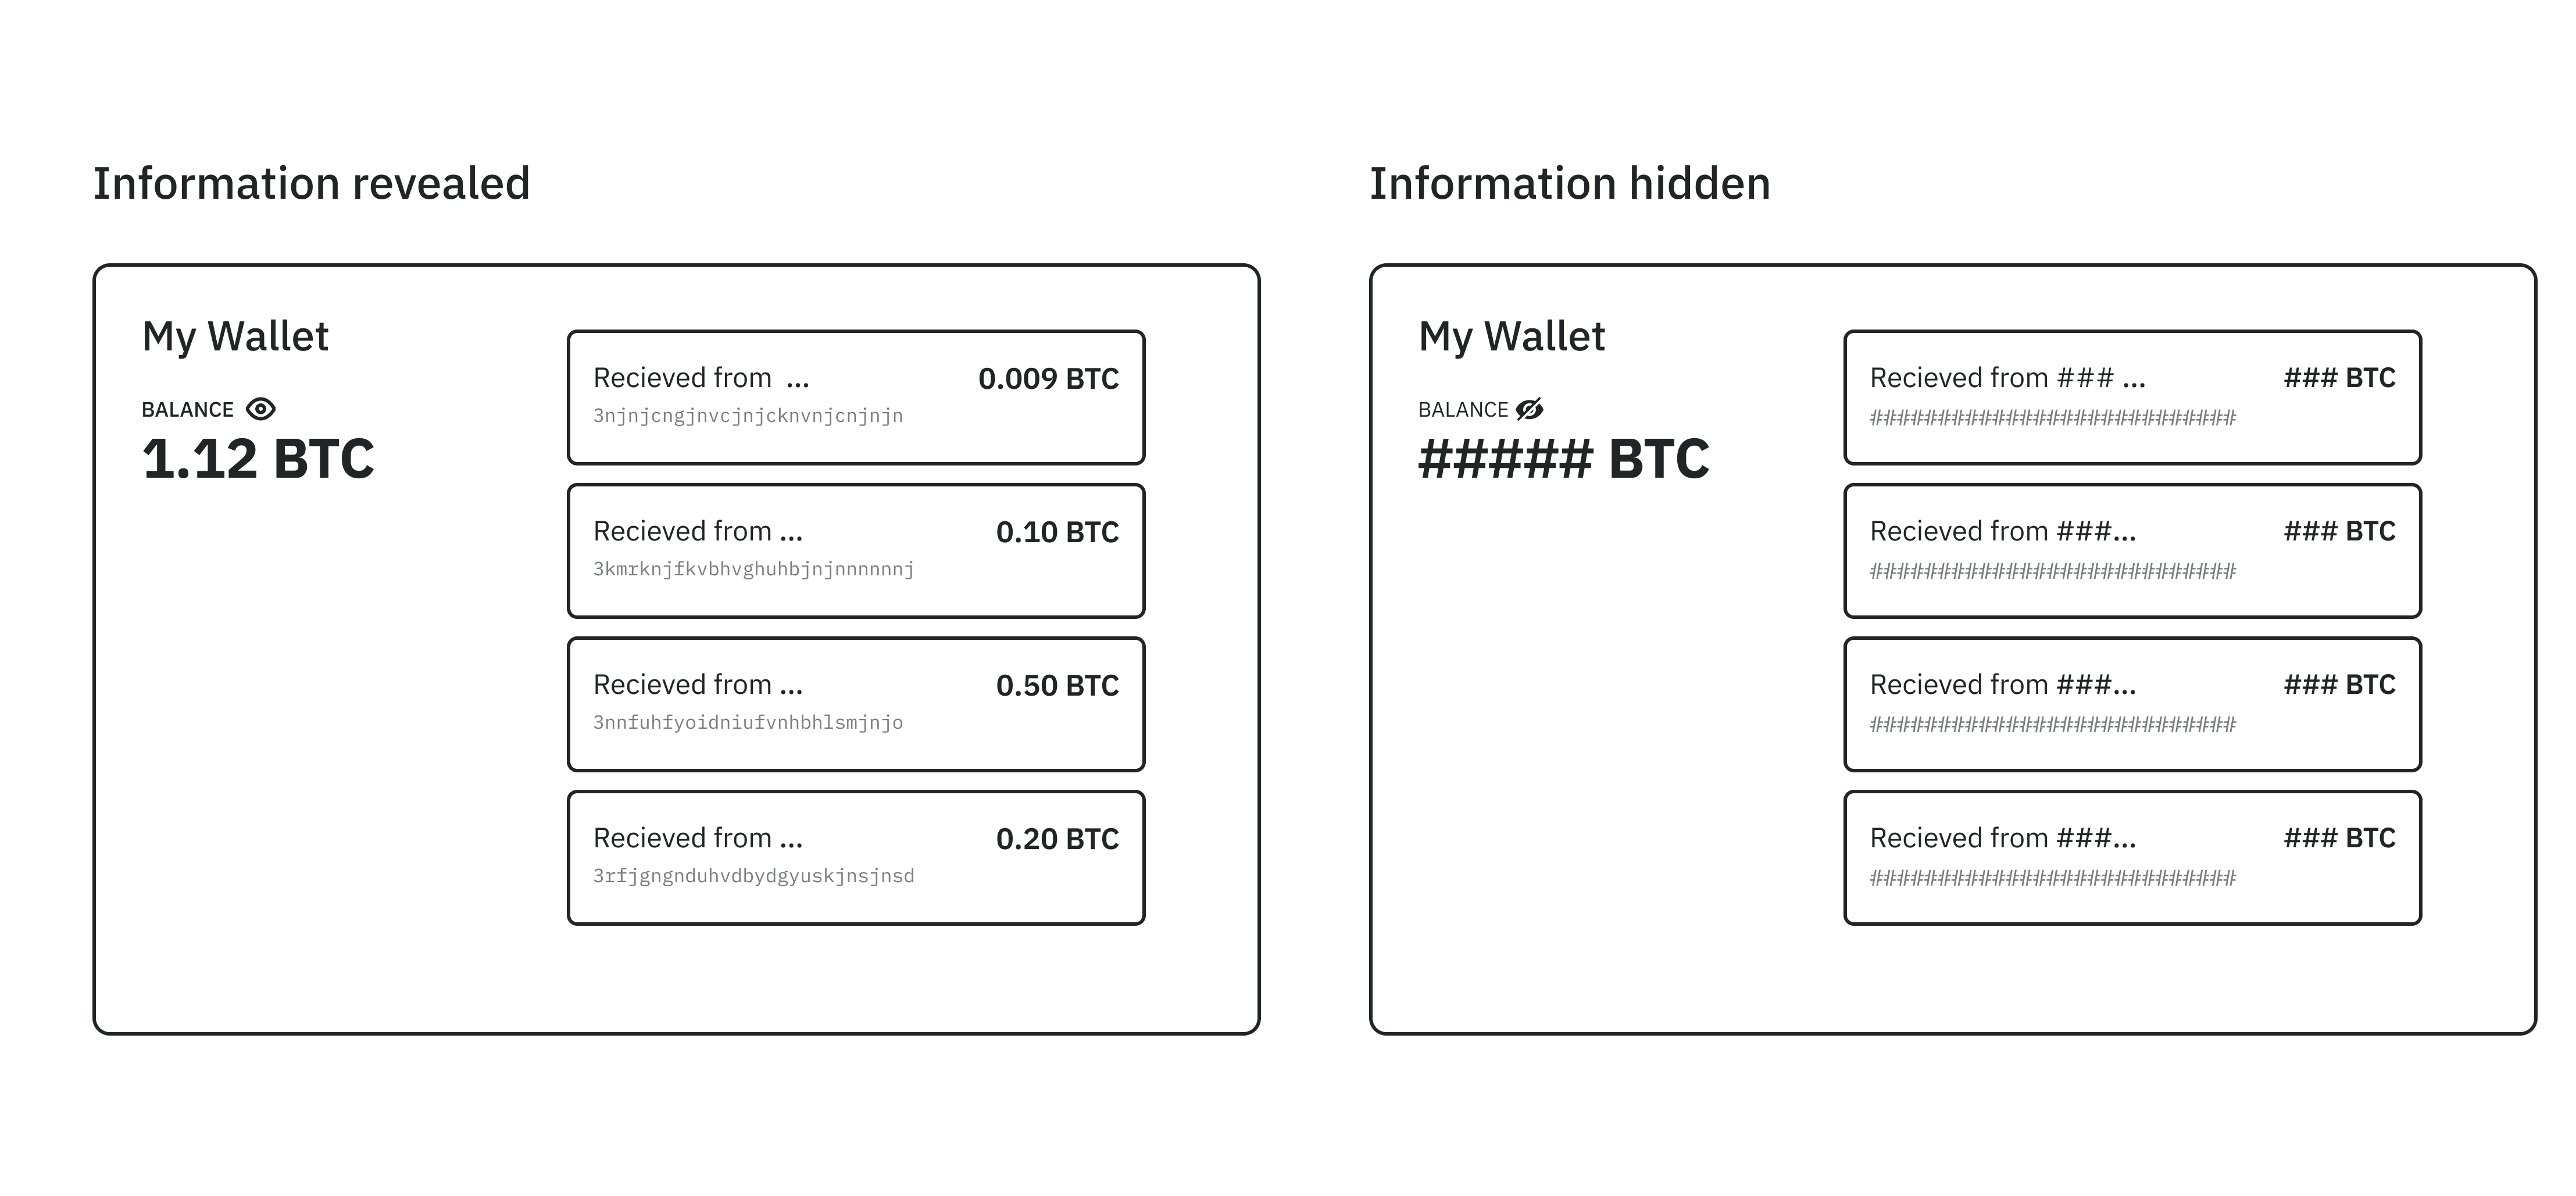 Information revealed
My Wallet
BALANCE
1.12 BTC
Recieved from ... 0.009 BTC
3njnjcngjnvcjnjcknvnjcnjnjn
Recieved from ... 0.10 BTC
3kmrknjfkvbhvghuhbjnjnnnnnnj
Recieved from ... 0.50 BTC
3nnfuhfyoidniufvnhbhlsmjnjo
Recieved from ... 0.20 BTC
3rfjgngnduhvdbydgyuskjnsjnsd
Information hidden
My Wallet
BALANCE
##### BTC
Recieved from ### ... ### BTC
###########################
Recieved from ###... ### BTC
###########################
Recieved from ###... ### BTC
###########################
Recieved from ###... ### BTC
###########################